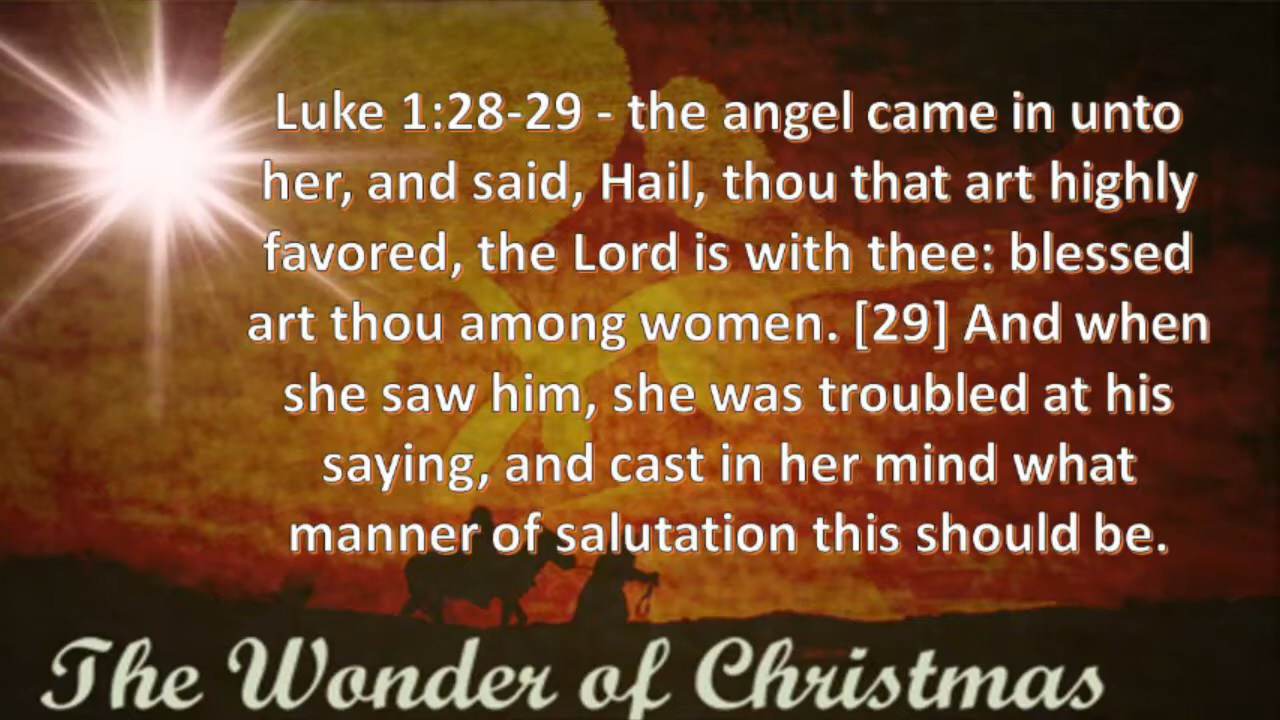 Luke 1:28-29 - the angel came in unto
her, and said, Hail, thou that art highly
favored, the Lord is with thee: blessed
art thou among women. [29] And when
she saw him, she was troubled at his
saying, and cast in her mind what
manner of salutation this should be.
The Wonder of Christmas